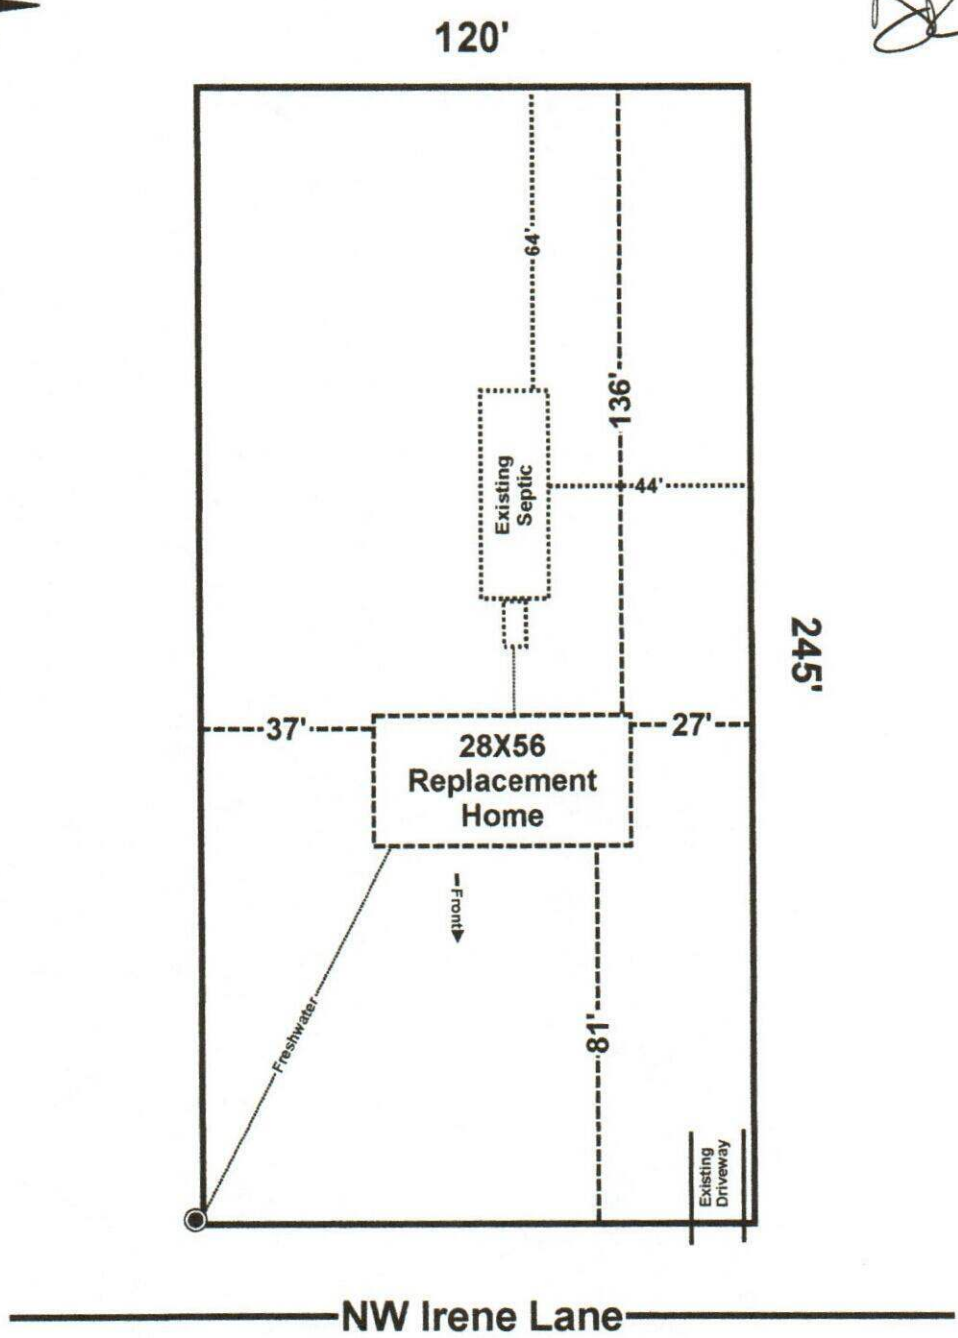 120'
64'
136'
Existing
Septic
44'
245'
37'
27'
28X56
Replacement
Home
Front
Freshwater
81'
Existing
Driveway
NW Irene Lane